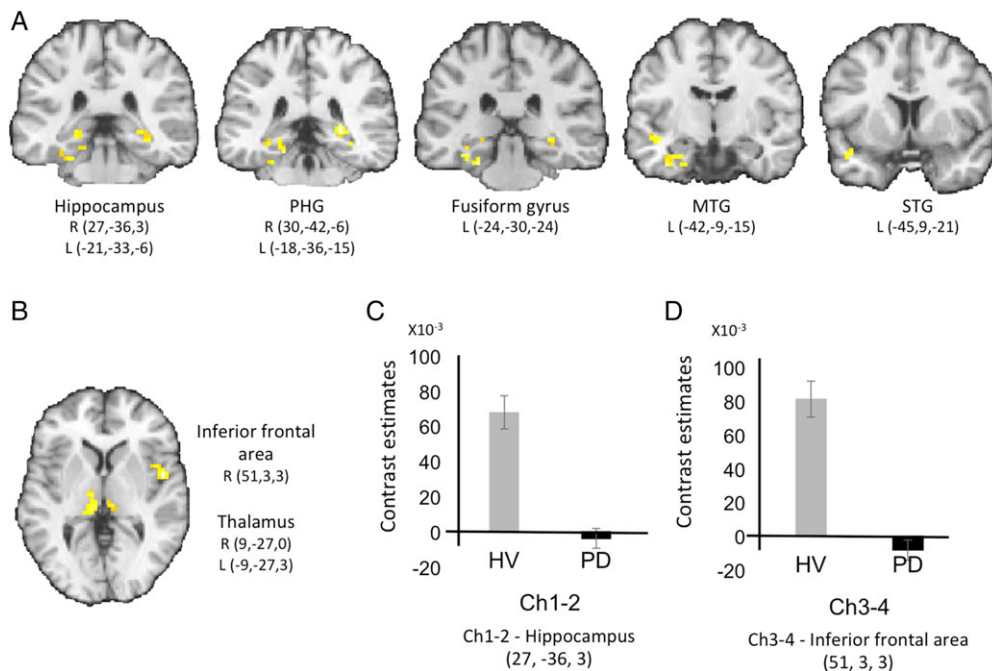 A
Hippocampus
R (27,-36,3)
L (-21,-33,-6)
PHG
R (30,-42,-6)
L (-18,-36,-15)
Fusiform gyrus
L (-24,-30,-24)
MTG
L (-42,-9,-15)
STG
L (-45,9,-21)
B
Inferior frontal
area
R (51,3,3)
Thalamus
R (9,-27,0)
L (-9,-27,3)
C
X10-3
Contrast estimates
100
80
60
40
20
0
-20
HV
PD
Ch1-2
Ch1-2 - Hippocampus
(27, -36, 3)
D
X10-3
Contrast estimates
100
80
60
40
20
0
-20
HV
PD
Ch3-4
Ch3-4 - Inferior frontal area
(51, 3, 3)